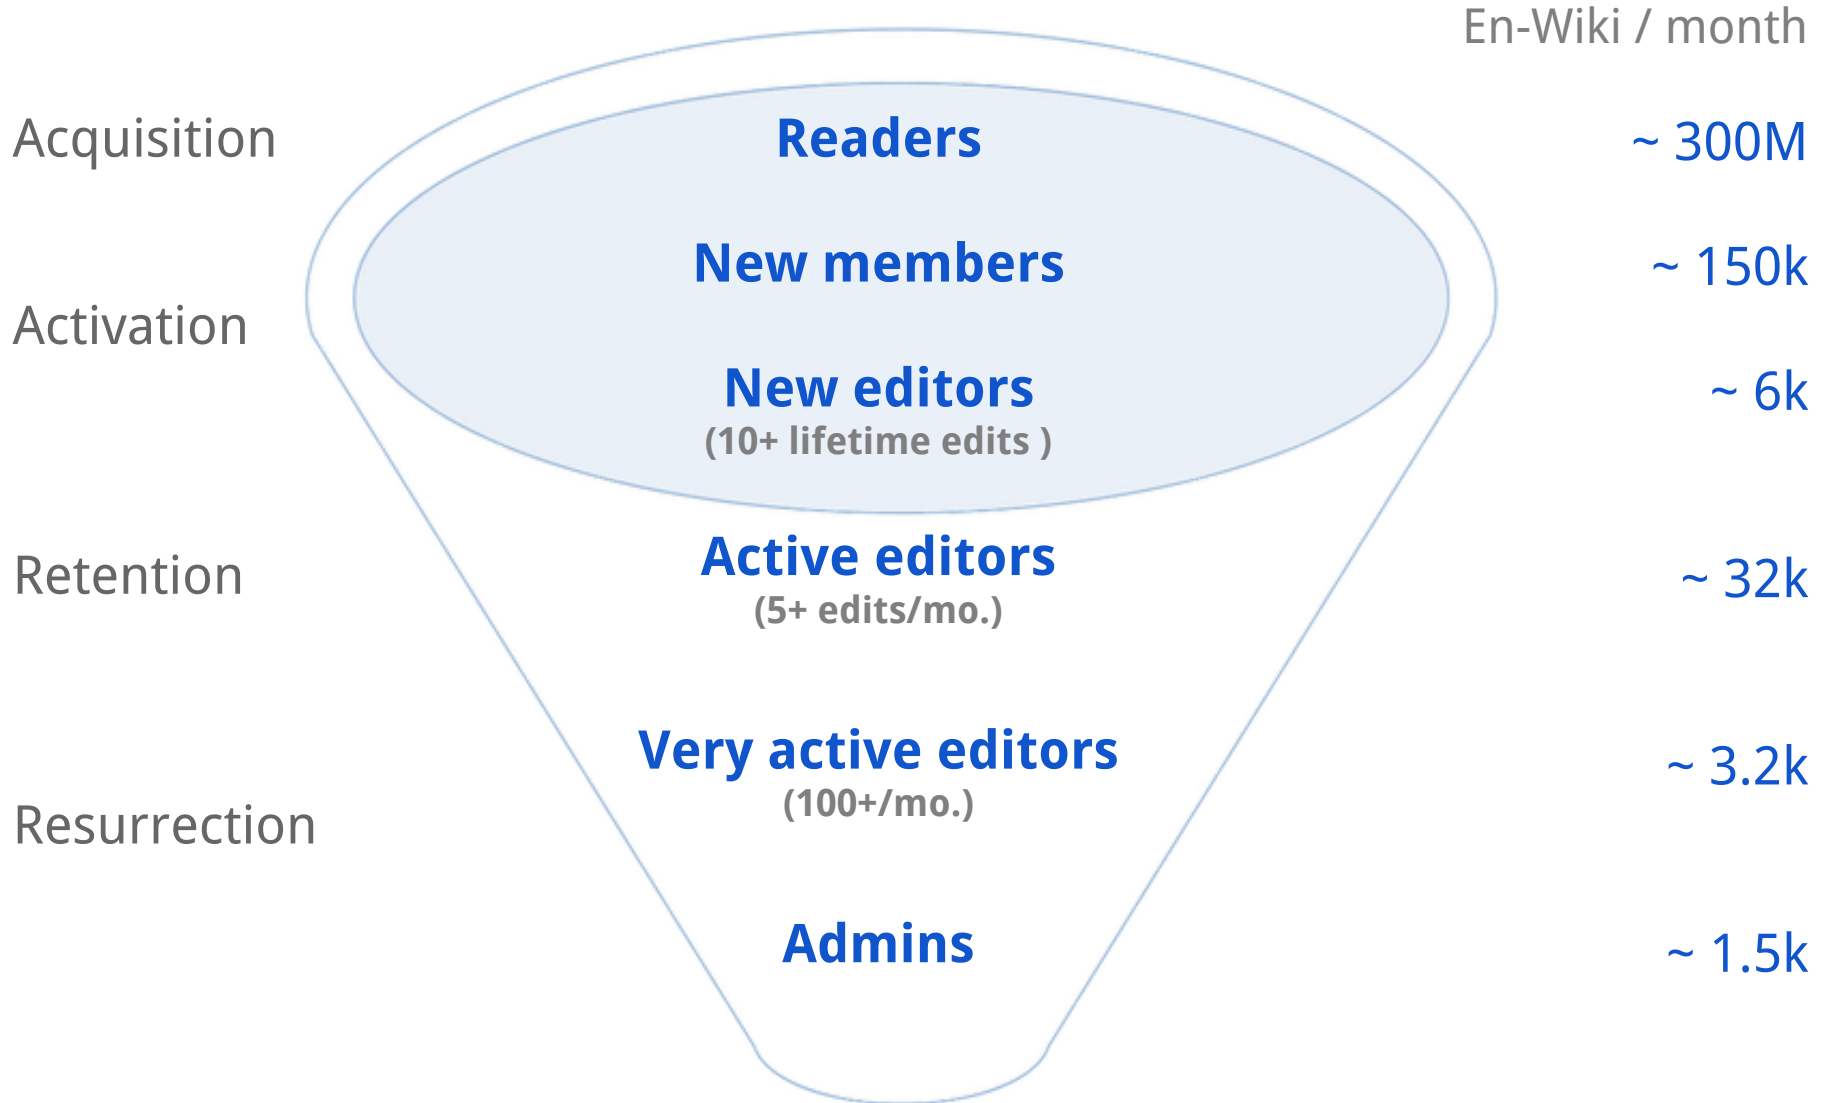 En-Wiki / month
Acquisition
Readers
~ 300M
New members
~ 150k
Activation
New editors
(10+ lifetime edits )
~ 6k
Retention
Active editors
(5+ edits/mo.)
~ 32k
Very active editors
(100+/mo.)
~ 3.2k
Resurrection
Admins
~ 1.5k